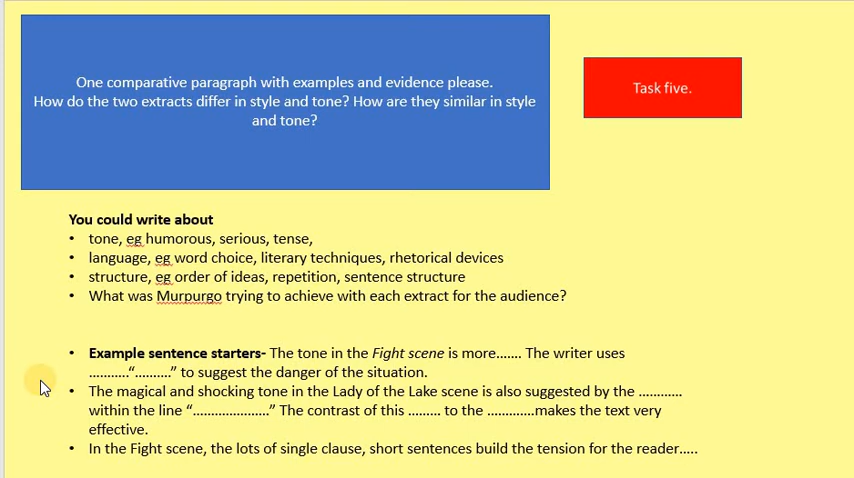 One comparative paragraph with examples and evidence please.
How do the two extracts differ in style and tone? How are they similar in style
and tone?
Task five.
You could write about
• tone, eg humorous, serious, tense,
• language, eg word choice, literary techniques, rhetorical devices
• structure, eg order of ideas, repetition, sentence structure
• What was Murpurgo trying to achieve with each extract for the audience?
• Example sentence starters- The tone in the Fight scene is more....... The writer uses
...........“..........” to suggest the danger of the situation.
• The magical and shocking tone in the Lady of the Lake scene is also suggested by the ............
within the line “.....................” The contrast of this ......... to the .............makes the text very
effective.
• In the Fight scene, the lots of single clause, short sentences build the tension for the reader.....